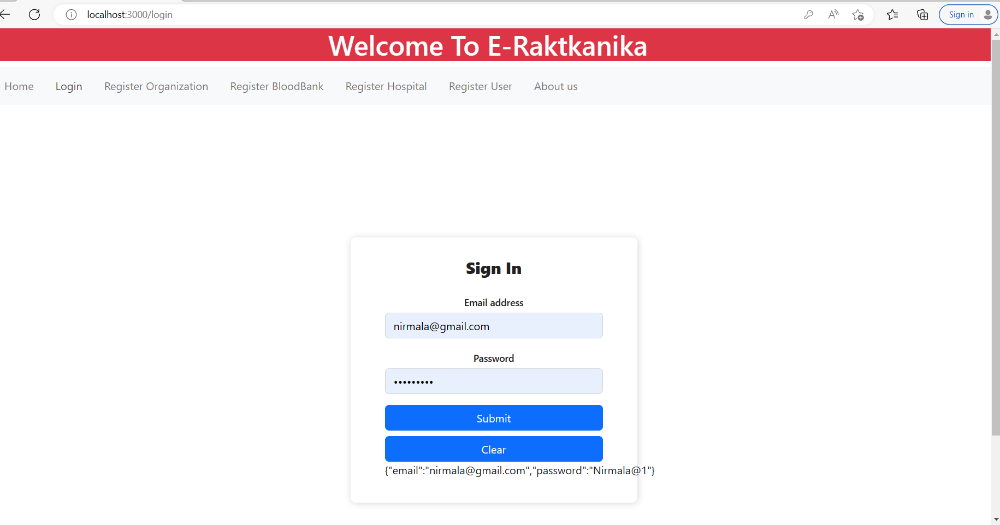 localhost:3000/login
Sign in
Welcome To E-Raktkanika
Home Login Register Organization Register BloodBank Register Hospital Register User About us
Sign In
Email address
nirmala@gmail.com
Password
•••••••••
Submit
Clear
{"email":"nirmala@gmail.com","password":"Nirmala@1"}